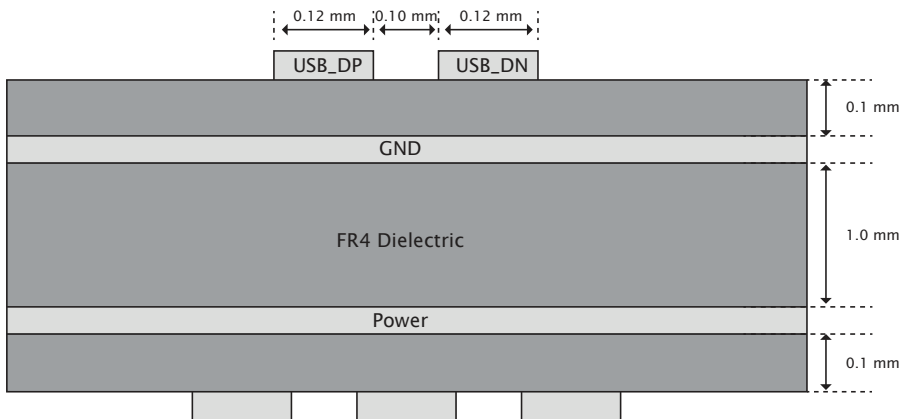 0.12 mm 0.10 mm 0.12 mm
USB_DP USB_DN
0.1 mm
GND
1.0 mm
FR4 Dielectric
Power
0.1 mm